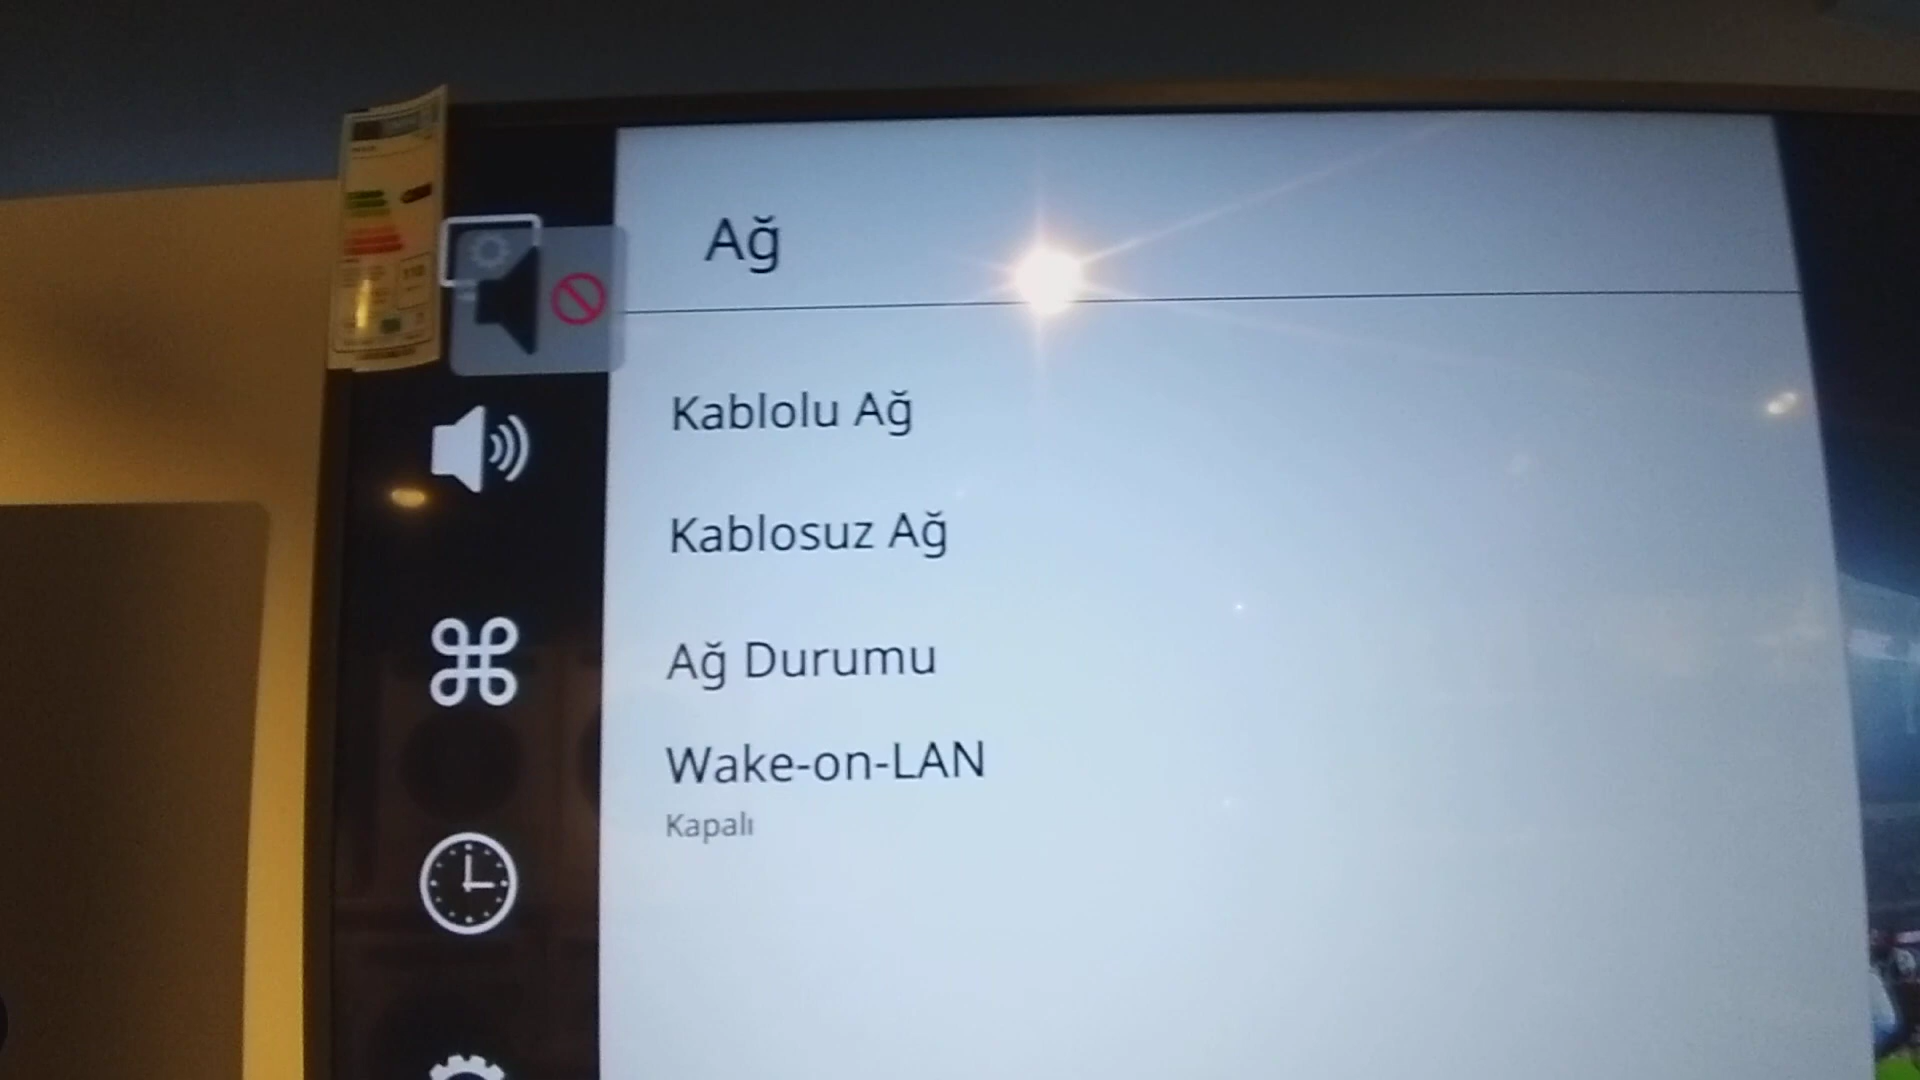 Ağ
Kablolu Ağ
Kablosuz Ağ
Ağ Durumu
Wake-on-LAN
Kapalı